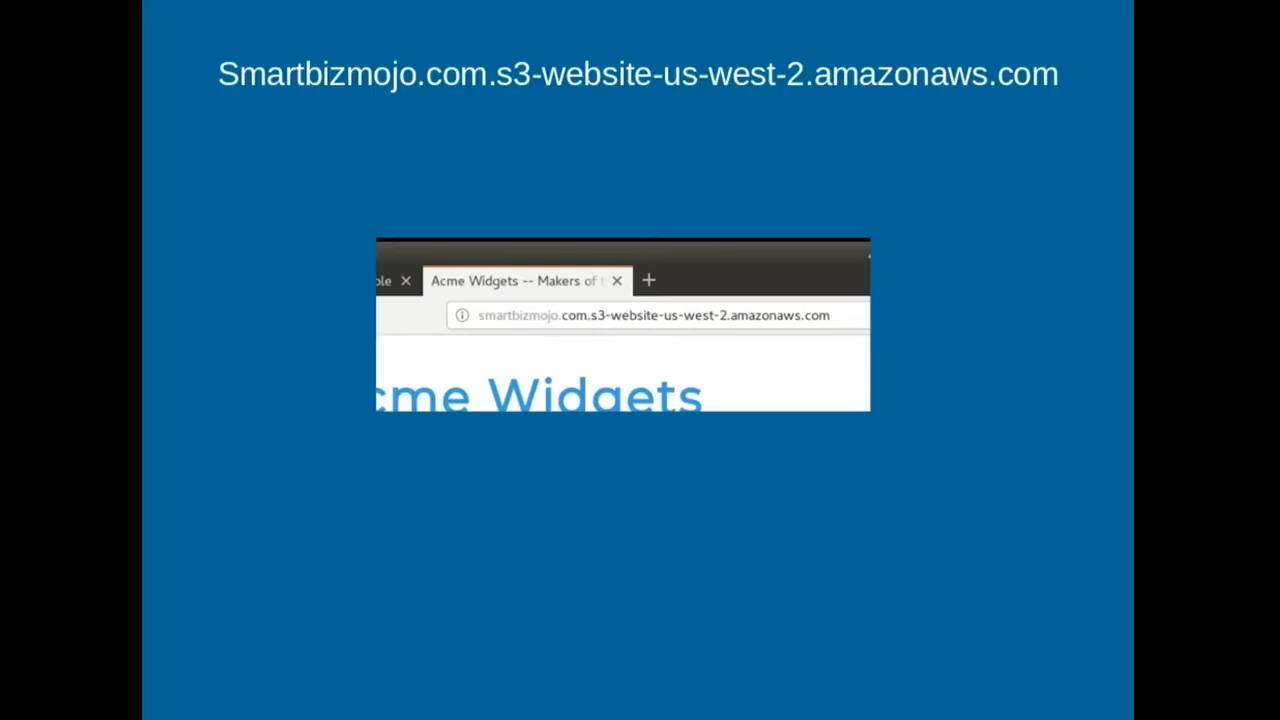 Smartbizmojo.com.s3-website-us-west-2.amazonaws.com
ole Acme Widgets -- Makers of
smartbizmojo.com.s3-website-us-west-2.amazonaws.com
cme Widgets